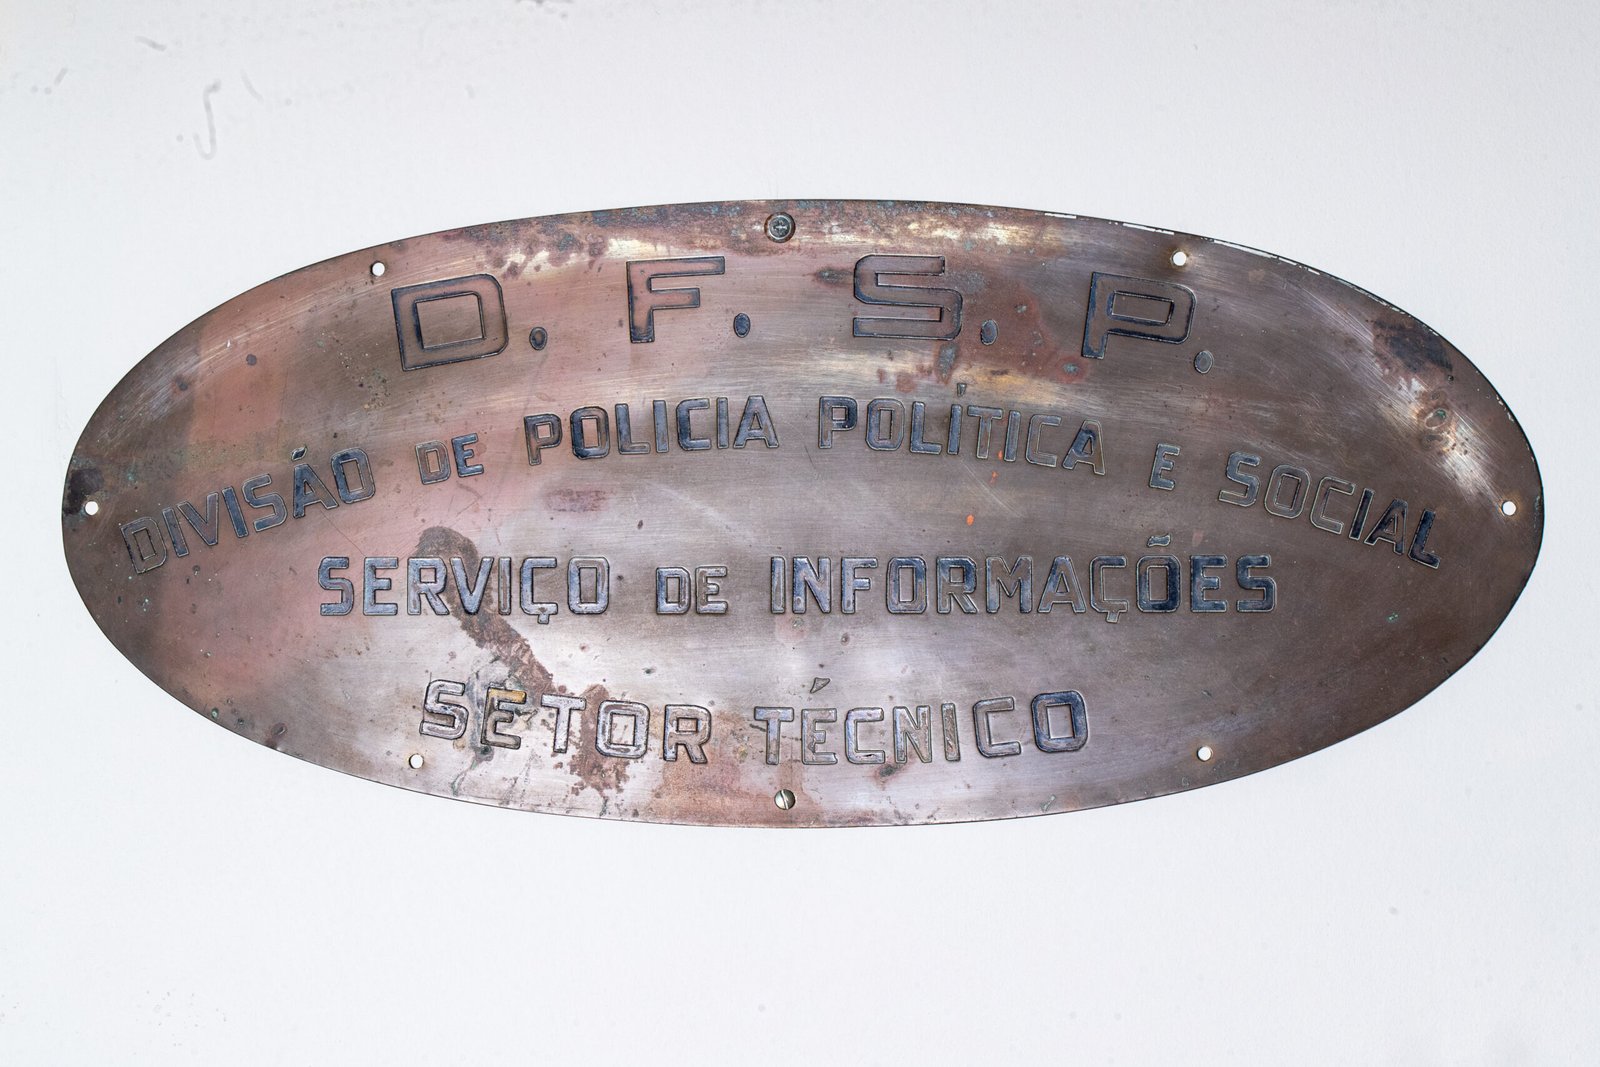 D. F. S. P.
DIVISÃO DE POLICIA POLÍTICA E SOCIAL
SERVIÇO DE INFORMAÇÕES
SETOR TÉCNICO